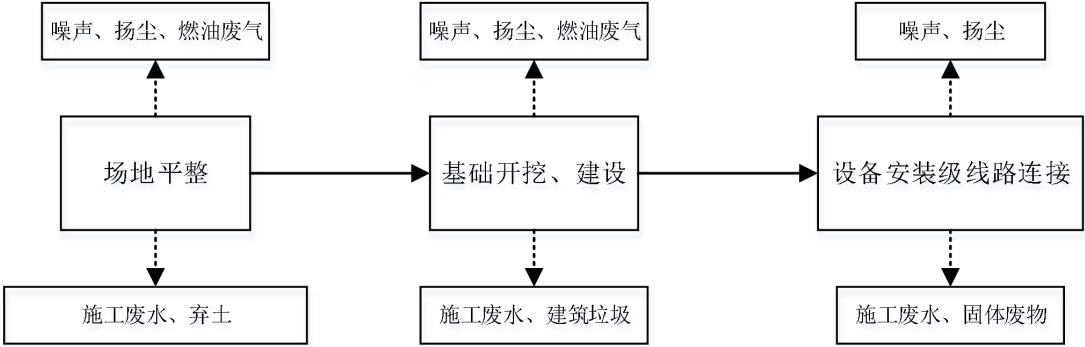 噪声、扬尘、燃油废气
噪声、扬尘、燃油废气
噪声、扬尘
场地平整
基础开挖、建设
设备安装级线路连接
施工废水、弃土
施工废水、建筑垃圾
施工废水、固体废物